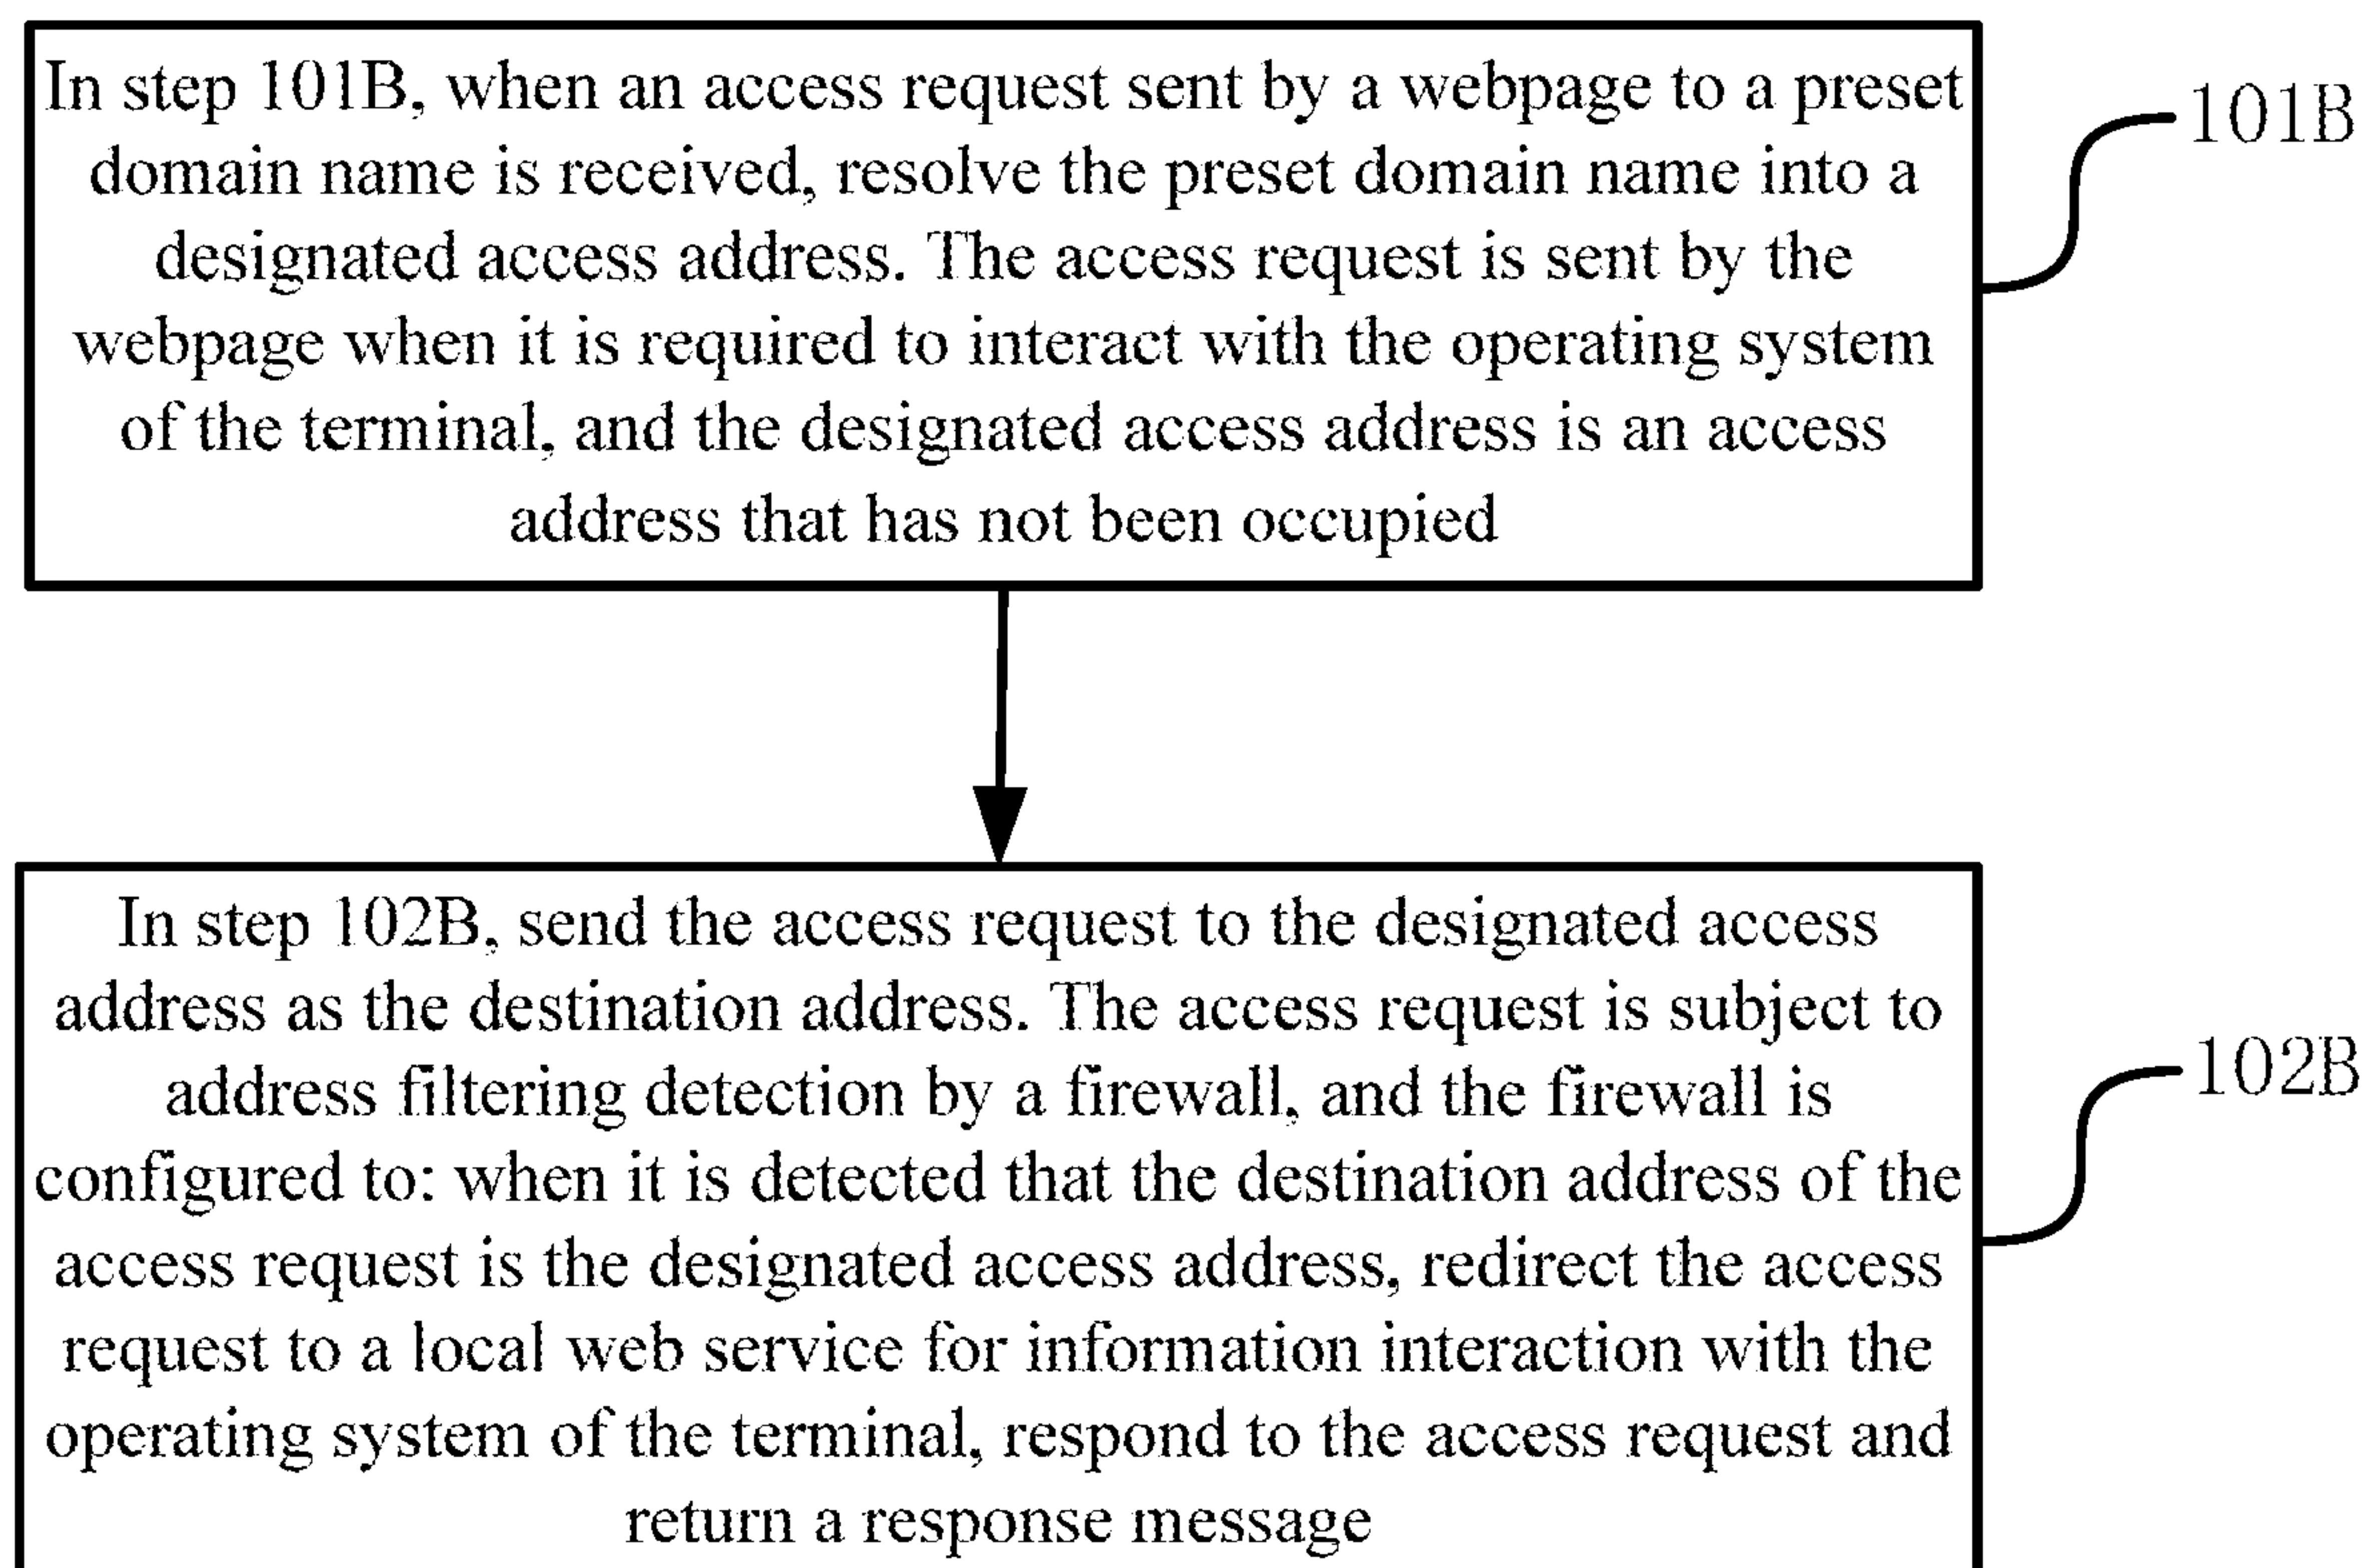 In step 101B, when an access request sent by a webpage to a preset
domain name is received, resolve the preset domain name into a
designated access address. The access request is sent by the
webpage when it is required to interact with the operating system
of the terminal, and the designated access address is an access
address that has not been occupied
101B
In step 102B, send the access request to the designated access
address as the destination address. The access request is subject to
address filtering detection by a firewall, and the firewall is
configured to: when it is detected that the destination address of the
access request is the designated access address, redirect the access
request to a local web service for information interaction with the
operating system of the terminal, respond to the access request and
return a response message
102B